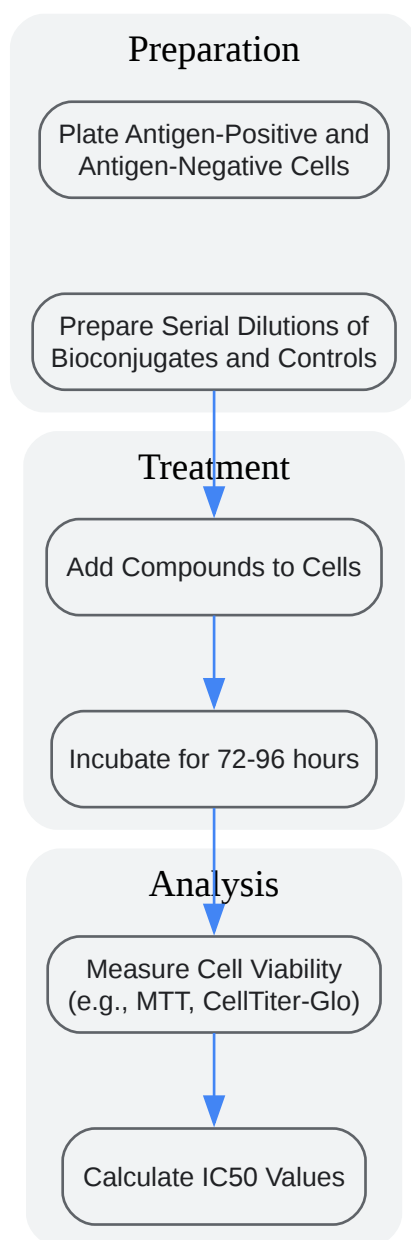 Preparation
Plate Antigen-Positive and
Antigen-Negative Cells
Prepare Serial Dilutions of
Bioconjugates and Controls
Treatment
Add Compounds to Cells
Incubate for 72-96 hours
Analysis
Measure Cell Viability
(e.g., MTT, CellTiter-Glo)
Calculate IC50 Values